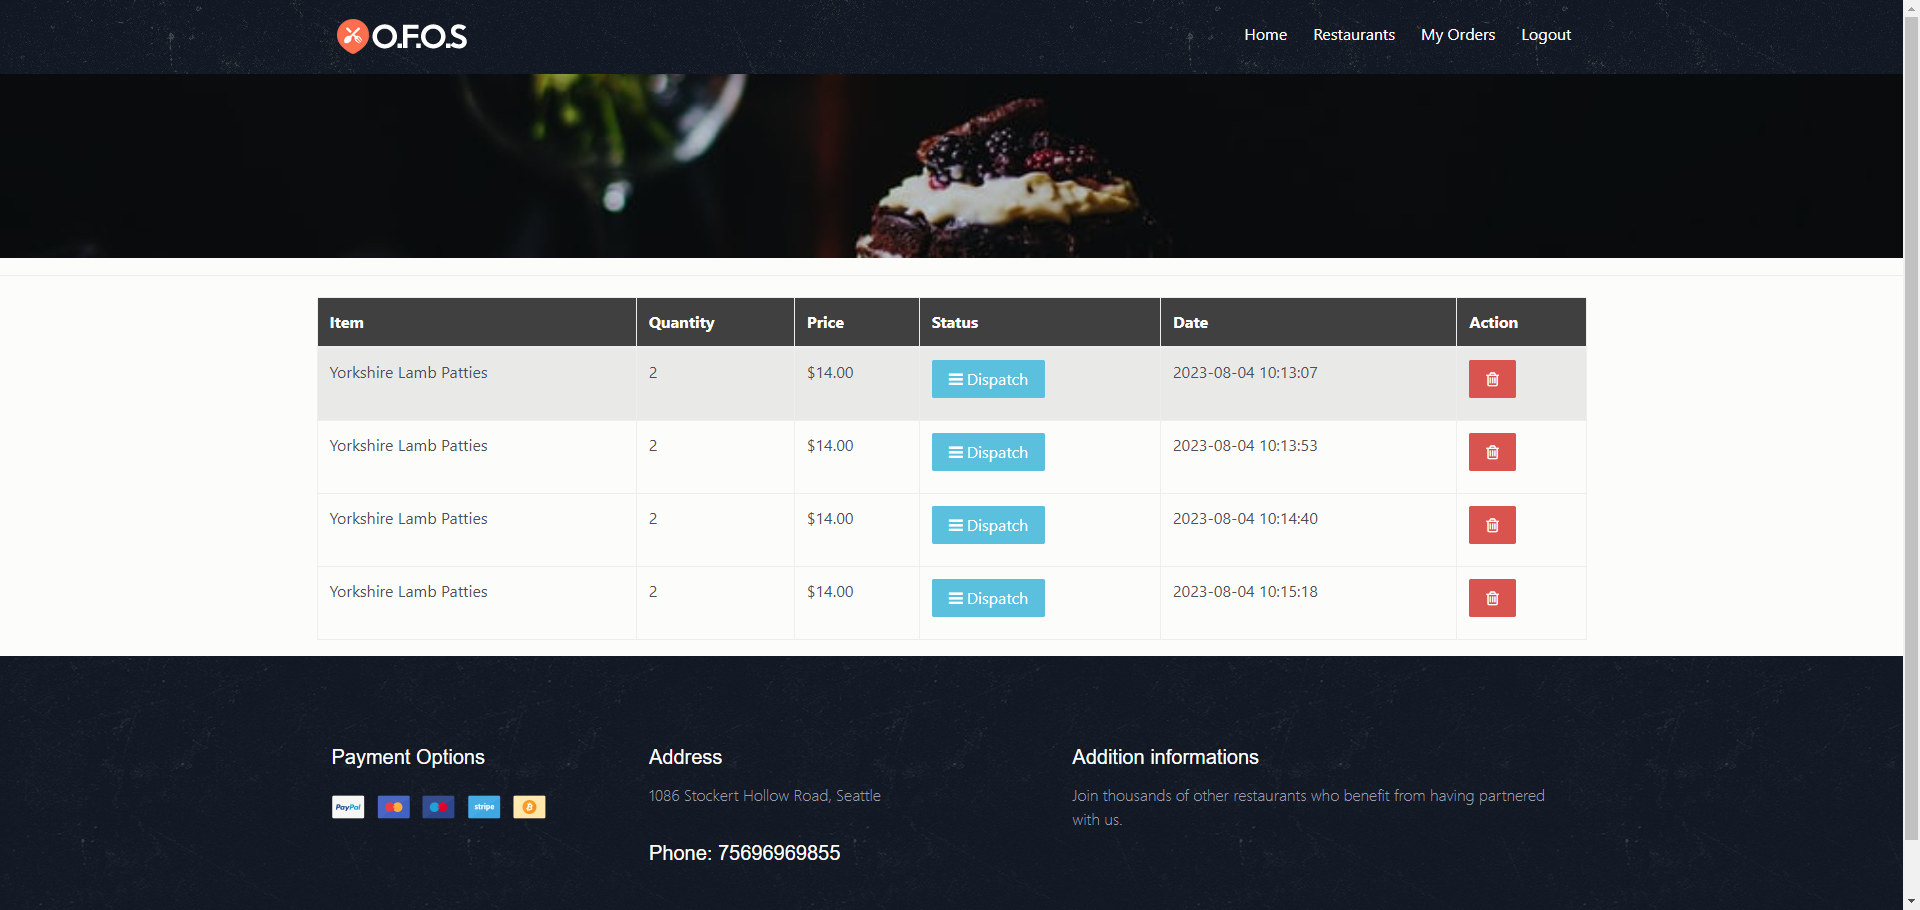 O.F.O.S
Home Restaurants My Orders Logout
Item Quantity Price Status Date Action
Yorkshire Lamb Patties 2 $14.00 Dispatch 2023-08-04 10:13:07
Yorkshire Lamb Patties 2 $14.00 Dispatch 2023-08-04 10:13:53
Yorkshire Lamb Patties 2 $14.00 Dispatch 2023-08-04 10:14:40
Yorkshire Lamb Patties 2 $14.00 Dispatch 2023-08-04 10:15:18
Payment Options
PayPal stripe
Address
1086 Stockert Hollow Road, Seattle
Phone: 75696969855
Addition informations
Join thousands of other restaurants who benefit from having partnered
with us.